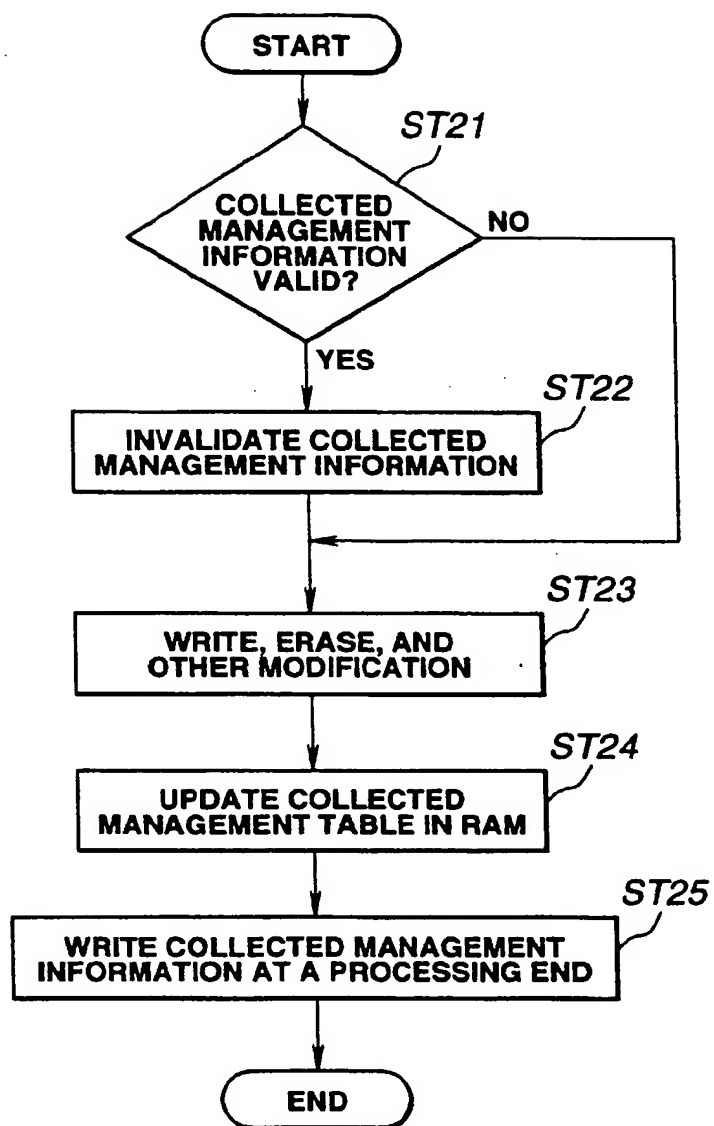 START
ST21
COLLECTED
MANAGEMENT
INFORMATION
VALID?
NO
YES
ST22
INVALIDATE COLLECTED
MANAGEMENT INFORMATION
ST23
WRITE, ERASE, AND
OTHER MODIFICATION
ST24
UPDATE COLLECTED
MANAGEMENT TABLE IN RAM
ST25
WRITE COLLECTED MANAGEMENT
INFORMATION AT A PROCESSING END
END